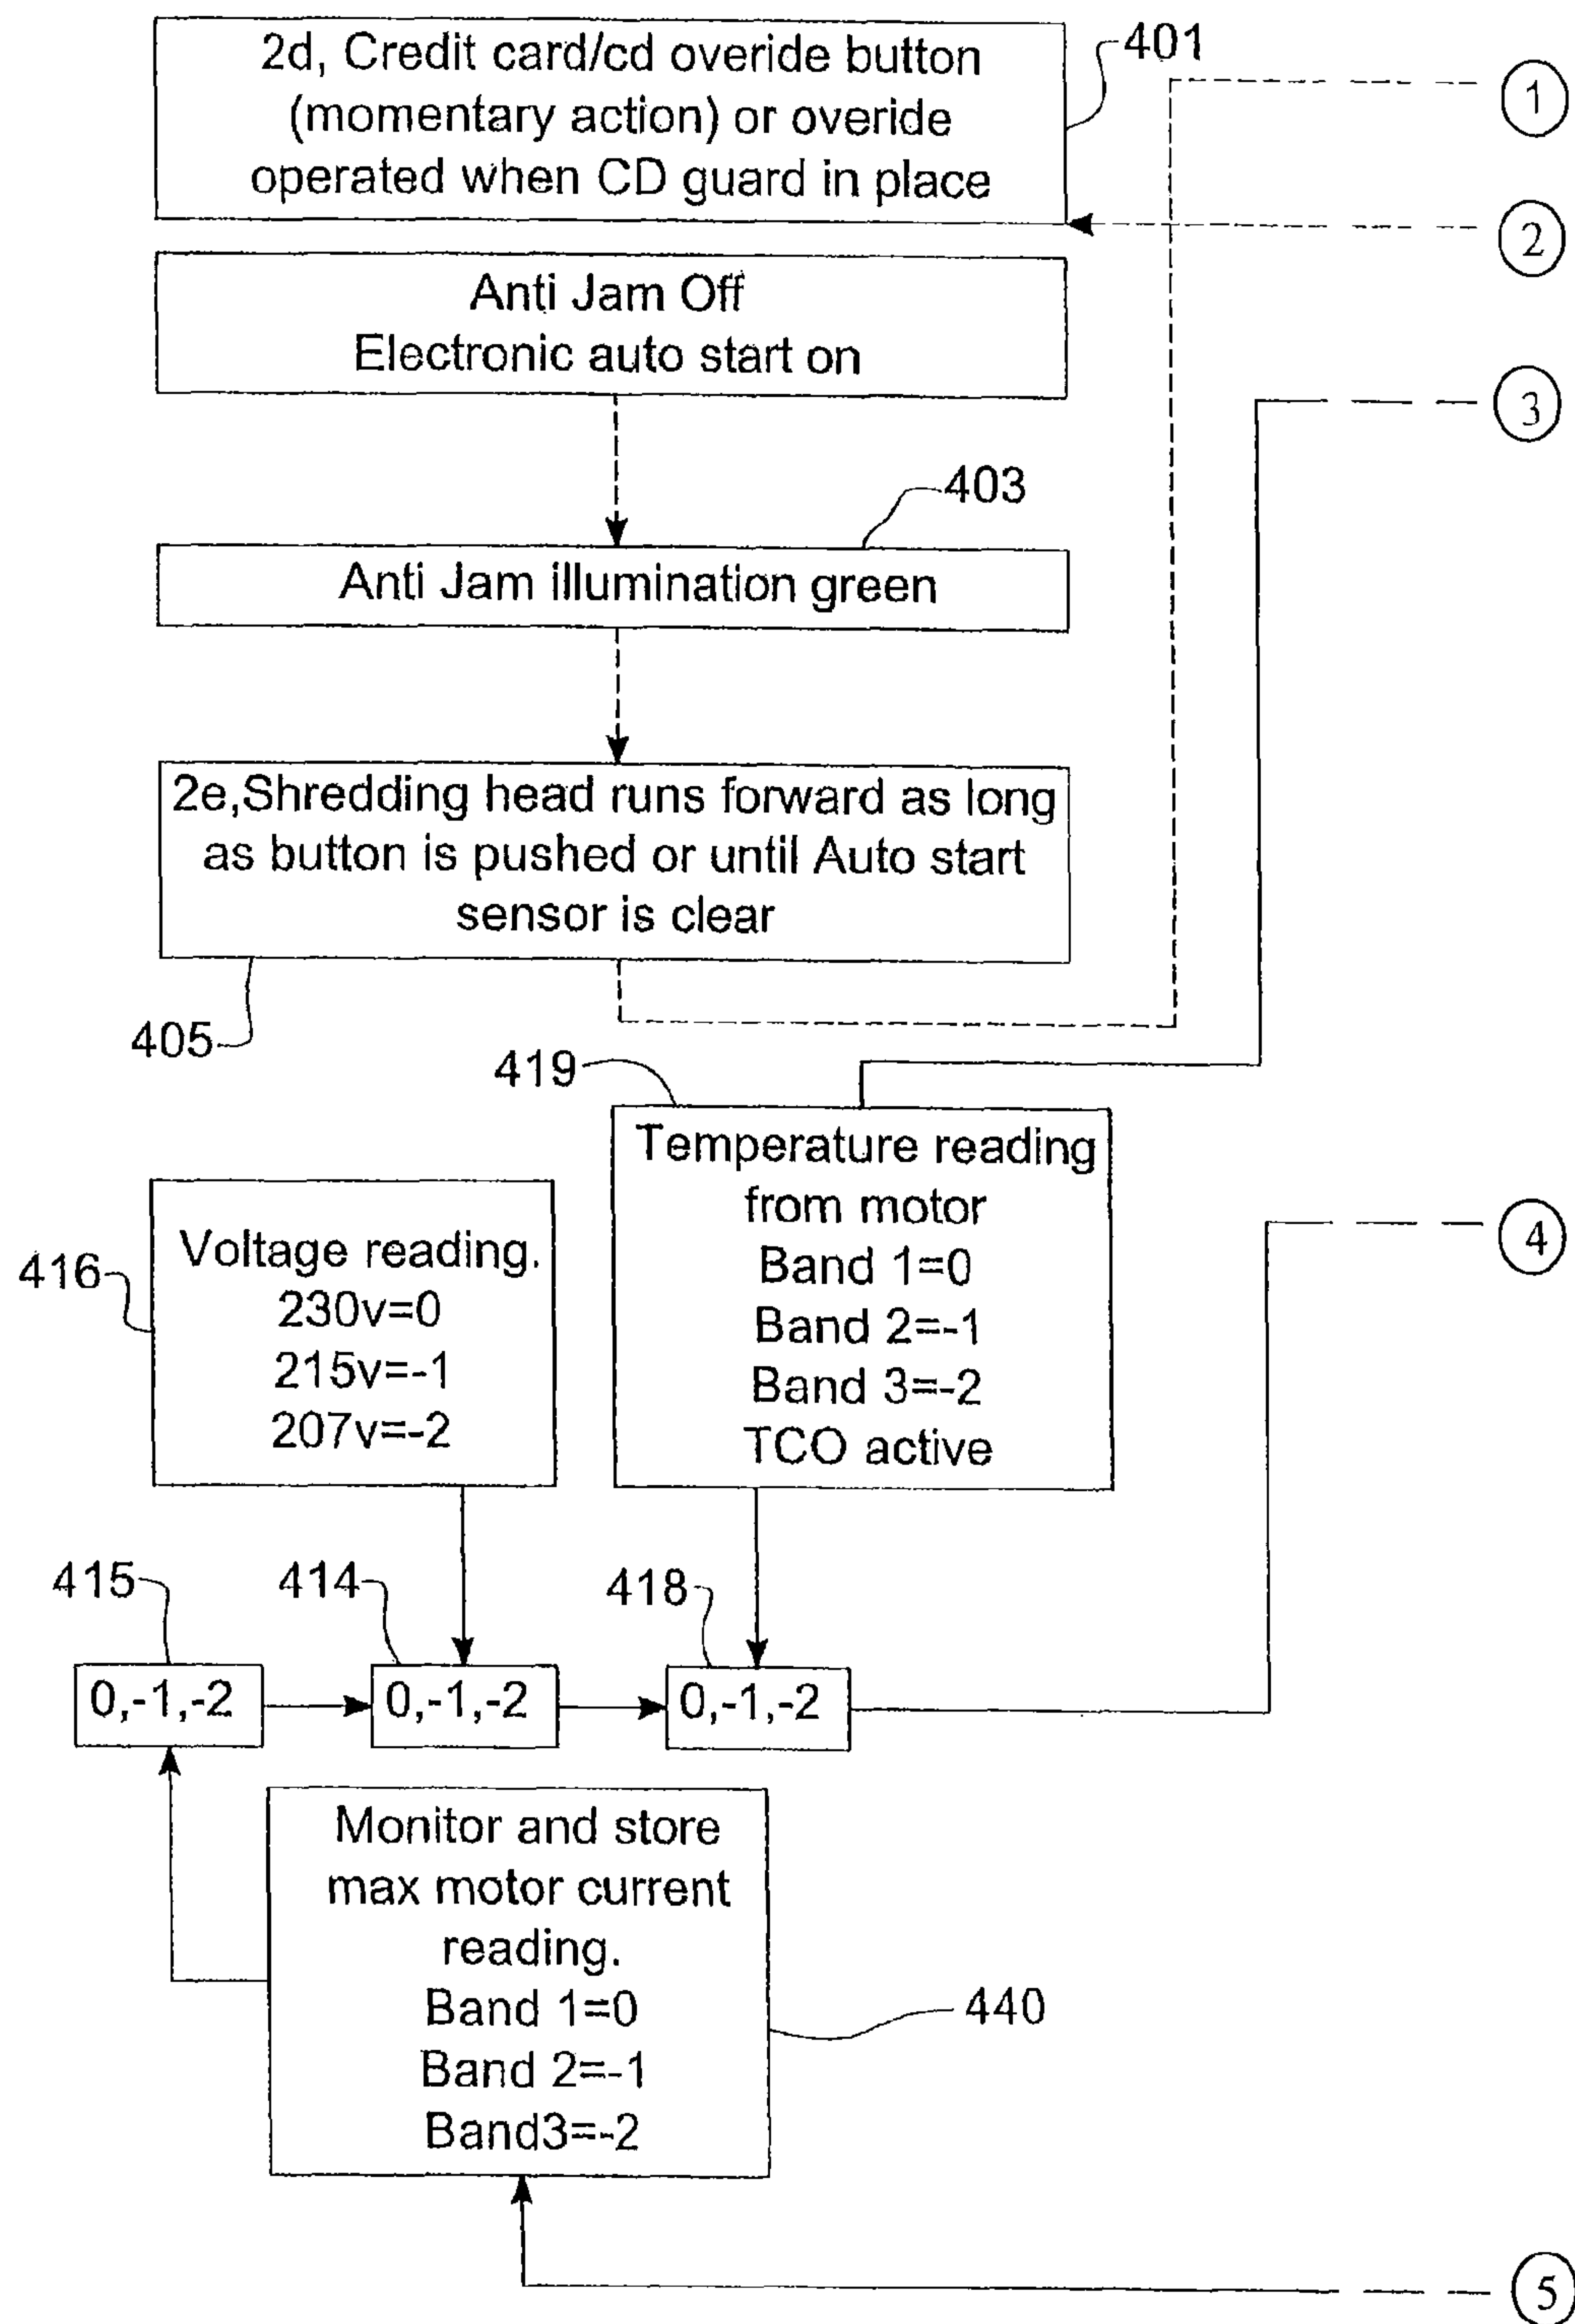 2d, Credit card/cd overide button
(momentary action) or overide
operated when CD guard in place
401
1
2
Anti Jam Off
Electronic auto start on
3
403
Anti Jam illumination green
2e,Shredding head runs forward as long
as button is pushed or until Auto start
sensor is clear
405
419
Temperature reading
from motor
Band 1=0
Band 2=-1
Band 3=-2
TCO active
416
Voltage reading.
230v=0
215v=-1
207v=-2
4
415
414
418
0,-1,-2
0,-1,-2
0,-1,-2
Monitor and store
max motor current
reading.
Band 1=0
Band 2=-1
Band3=-2
440
5